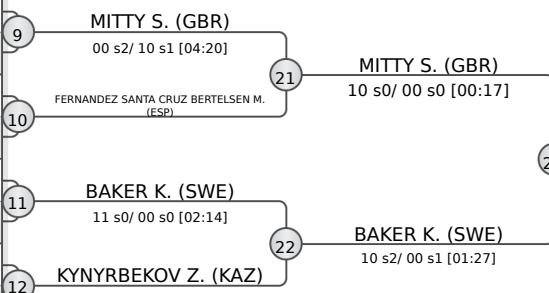 9
MITTY S. (GBR)
00 s2/ 10 s1 [04:20]
21
MITTY S. (GBR)
10 s0/ 00 s0 [00:17]
FERNANDEZ SANTA CRUZ BERTELSEN M.
(ESP)
10
11
BAKER K. (SWE)
11 s0/ 00 s0 [02:14]
22
BAKER K. (SWE)
10 s2/ 00 s1 [01:27]
12
KYNYRBEKOV Z. (KAZ)